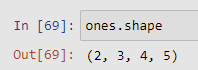 In [69]: ones.shape
Out[69]: (2, 3, 4, 5)